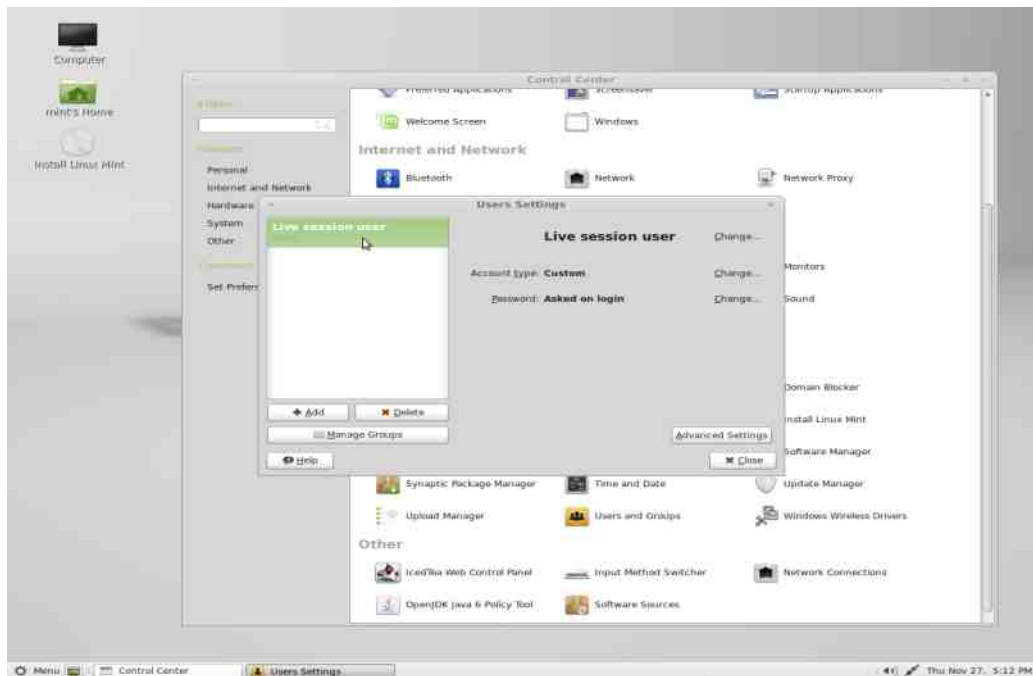 Computer
mint's Home
Install Linux Mint
Control Center
Preferred Applications
Screensaver
Startup Applications
Welcome Screen
Windows
Internet and Network
Bluetooth
Network
Network Proxy
Personal
Internet and Network
Hardware
System
Other
Users Settings
Live session user
Live session user
Change...
Account type: Custom
Change...
Password: Asked on login
Change...
Add
Delete
Manage Groups
Advanced Settings
Help
Close
Monitors
Sound
Domain Blocker
Install Linux Mint
Software Manager
Synaptic Package Manager
Time and Date
Update Manager
Upload Manager
Users and Groups
Windows Wireless Drivers
Other
IcedTea Web Control Panel
Input Method Switcher
Network Connections
OpenJDK Java 6 Policy Tool
Software Sources
Menu
Control Center
Users Settings
Thu Nov 27, 5:12 PM